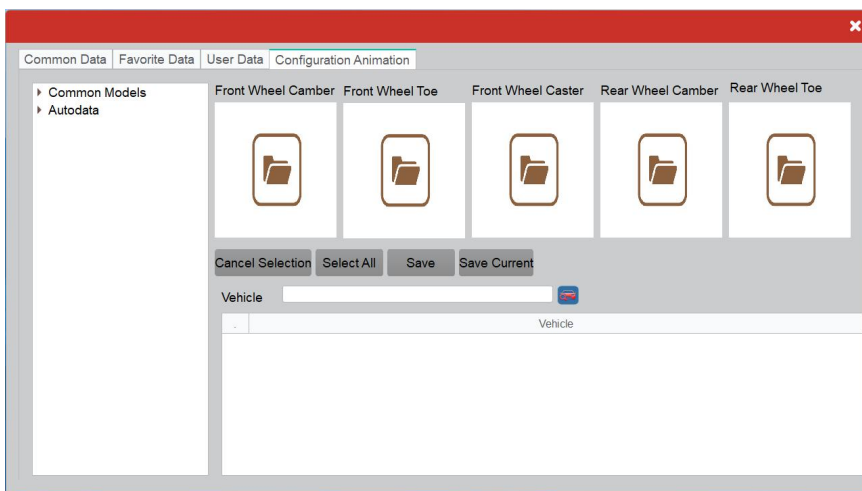 Common Data Favorite Data User Data Configuration Animation
Common Models
Autodata
Front Wheel Camber Front Wheel Toe Front Wheel Caster Rear Wheel Camber Rear Wheel Toe
Cancel Selection Select All Save Save Current
Vehicle
. Vehicle